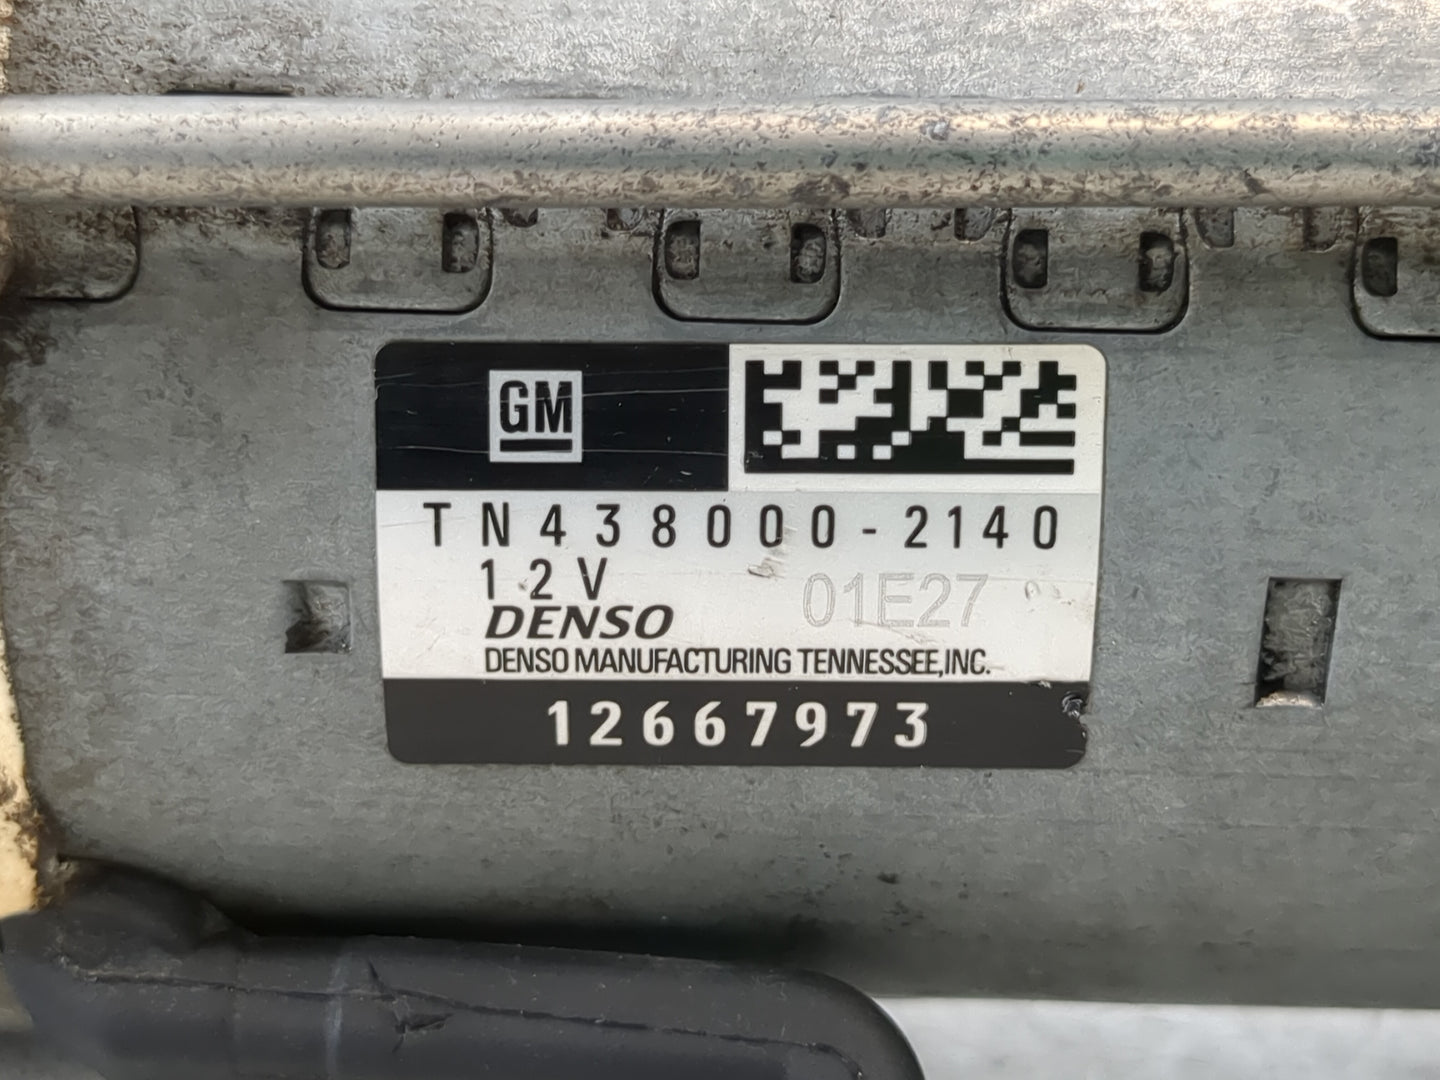 GM
TN438000-2140
12V
01E27
DENSO
DENSO MANUFACTURING TENNESSEE,INC.
12667973